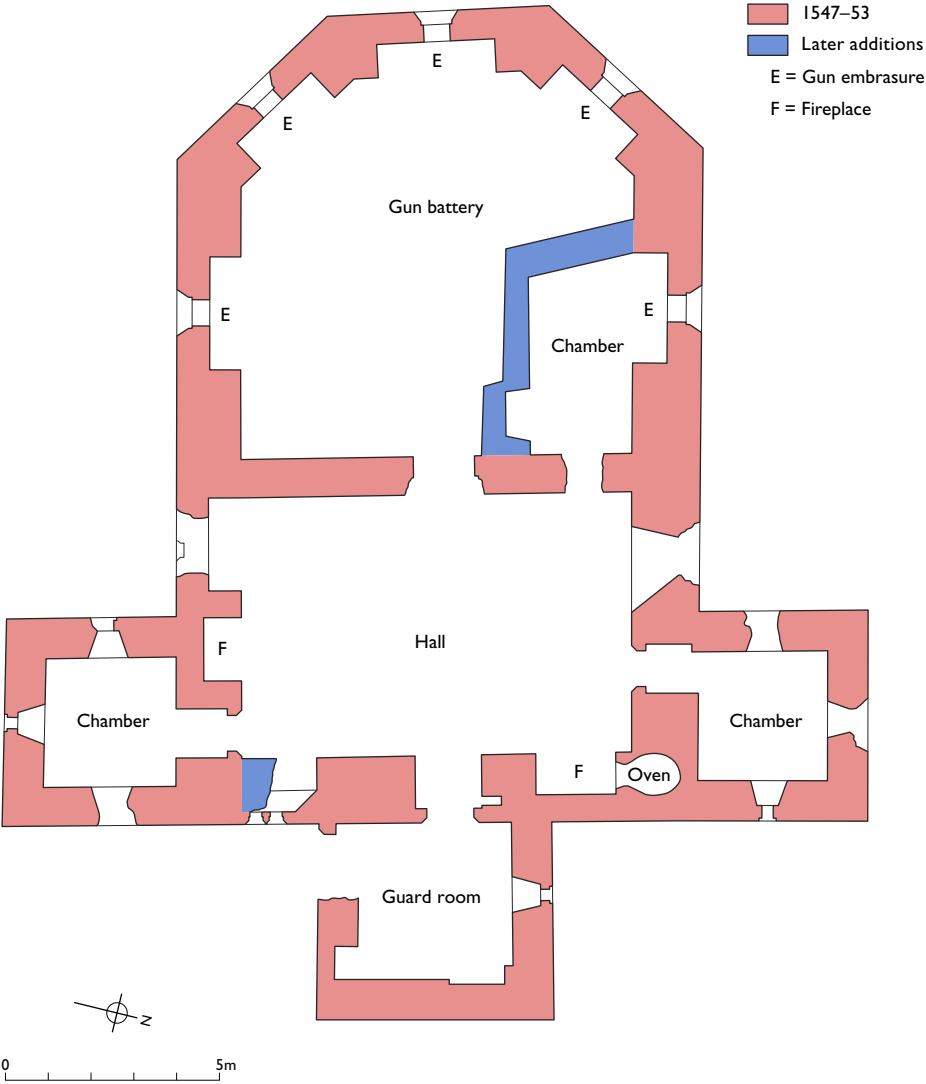 1547–53
Later additions
E = Gun embrasure
F = Fireplace
E
E
E
Gun battery
E
E
Chamber
Hall
F
Chamber
Chamber
F
Oven
Guard room
N
0
5m